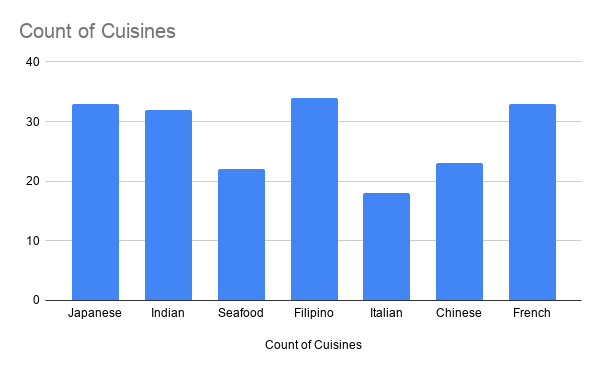 Count of Cuisines
40
30
20
10
0
Japanese Indian Seafood Filipino Italian Chinese French
Count of Cuisines